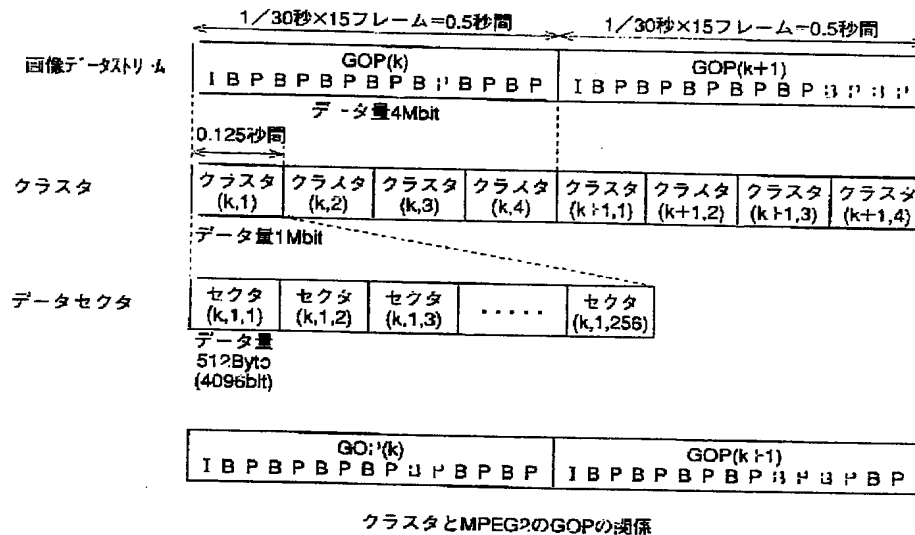 1/30秒×15フレーム=0.5秒間 1/30秒×15フレーム=0.5秒間
画像データストリーム
GOP(k) GOP(k+1)
I B P B P B P B P B P B P B P I B P B P B P B P B P B P B P
データ量4Mbit
0.125秒間
クラスタ
クラスタ クラスタ クラスタ クラスタ クラスタ クラスタ クラスタ クラスタ
(k,1) (k,2) (k,3) (k,4) (k+1,1) (k+1,2) (k+1,3) (k+1,4)
データ量1Mbit
データセクタ
セクタ セクタ セクタ ····· セクタ
(k,1,1) (k,1,2) (k,1,3) (k,1,256)
データ量
512Byte
(4096bit)
GOP(k) GOP(k+1)
I B P B P B P B P B P B P B P I B P B P B P B P B P B P B P
クラスタとMPEG2のGOPの関係